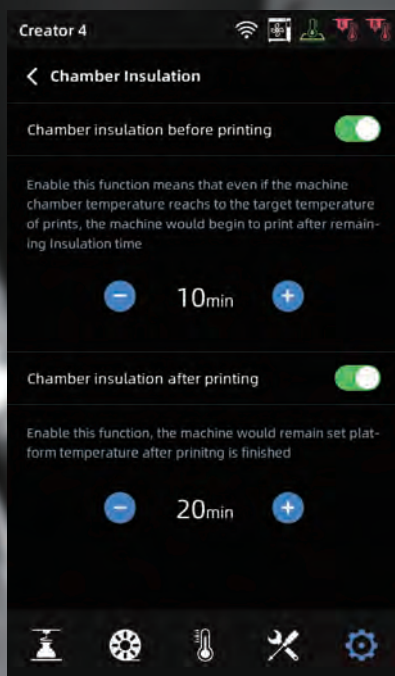 Creator 4
Chamber Insulation
Chamber insulation before printing
Enable this function means that even if the machine
chamber temperature reachs to the target temperature
of prints, the machine would begin to print after remain-
ing Insulation time
10min
Chamber insulation after printing
Enable this function, the machine would remain set plat-
form temperature after prinitng is finished
20min